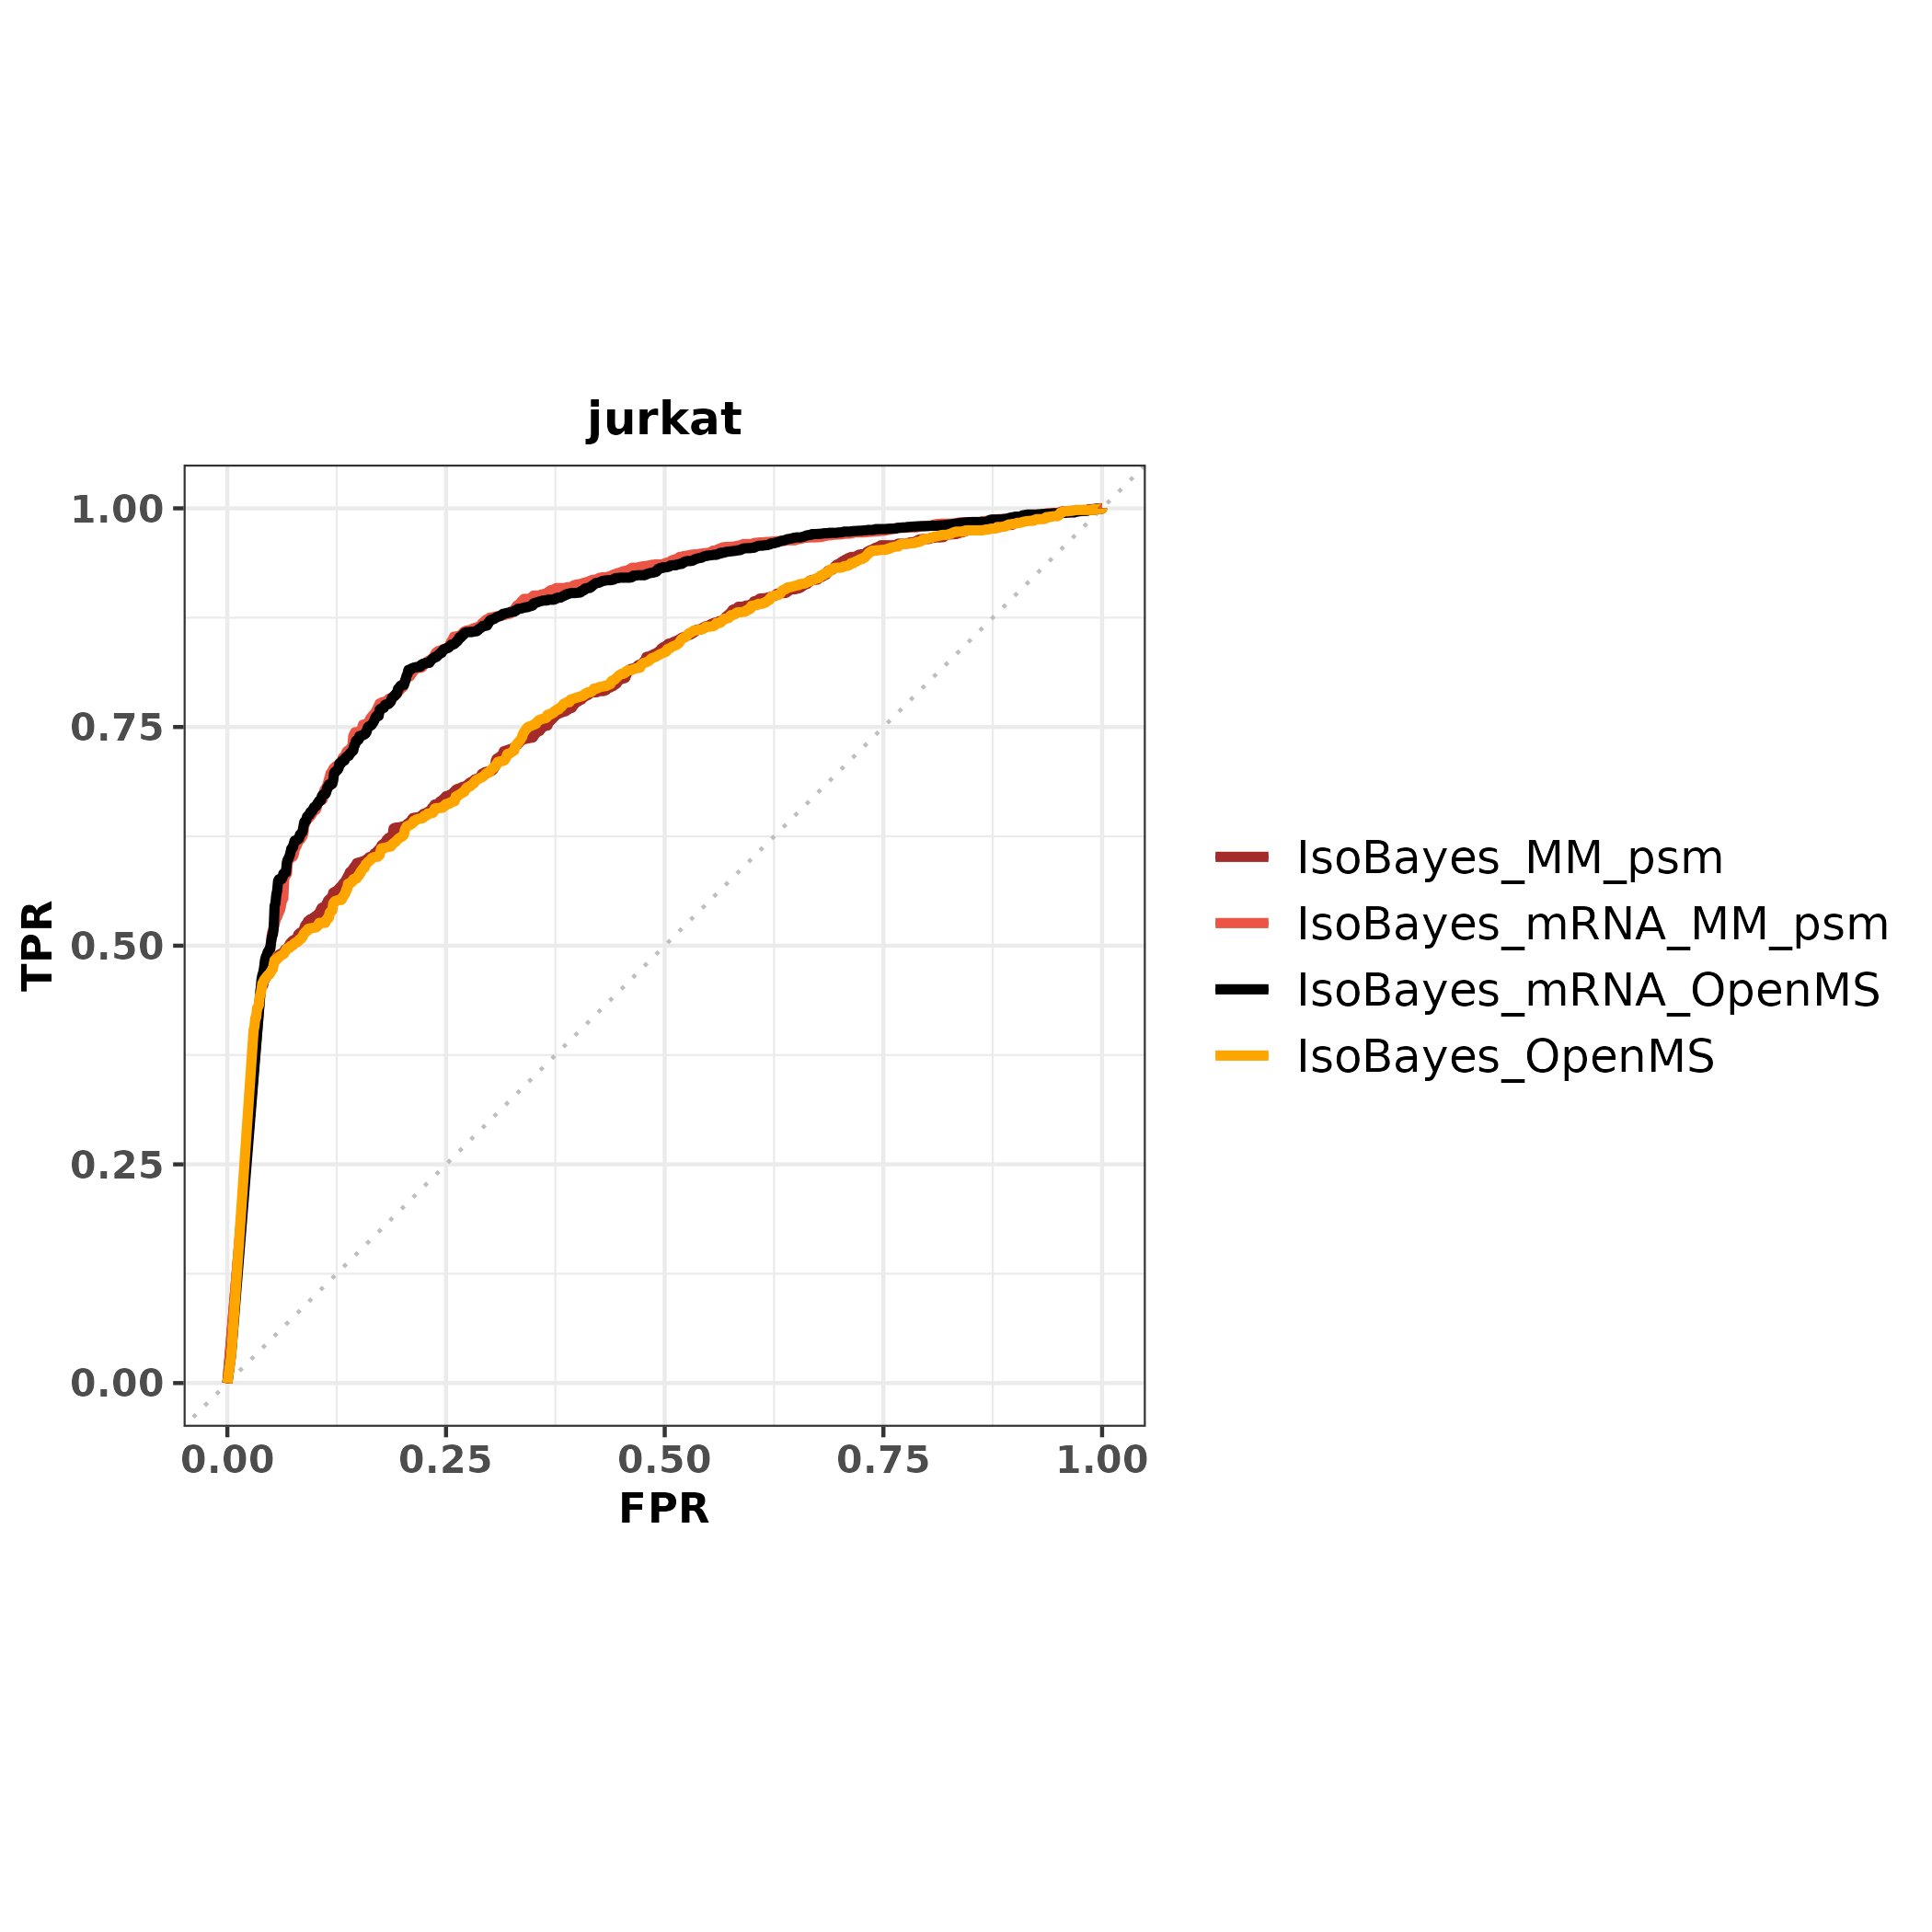 jurkat
1.00
0.75
0.50
0.25
0.00
TPR
0.00 0.25 0.50 0.75 1.00
FPR
IsoBayes_MM_psm
IsoBayes_mRNA_MM_psm
IsoBayes_mRNA_OpenMS
IsoBayes_OpenMS